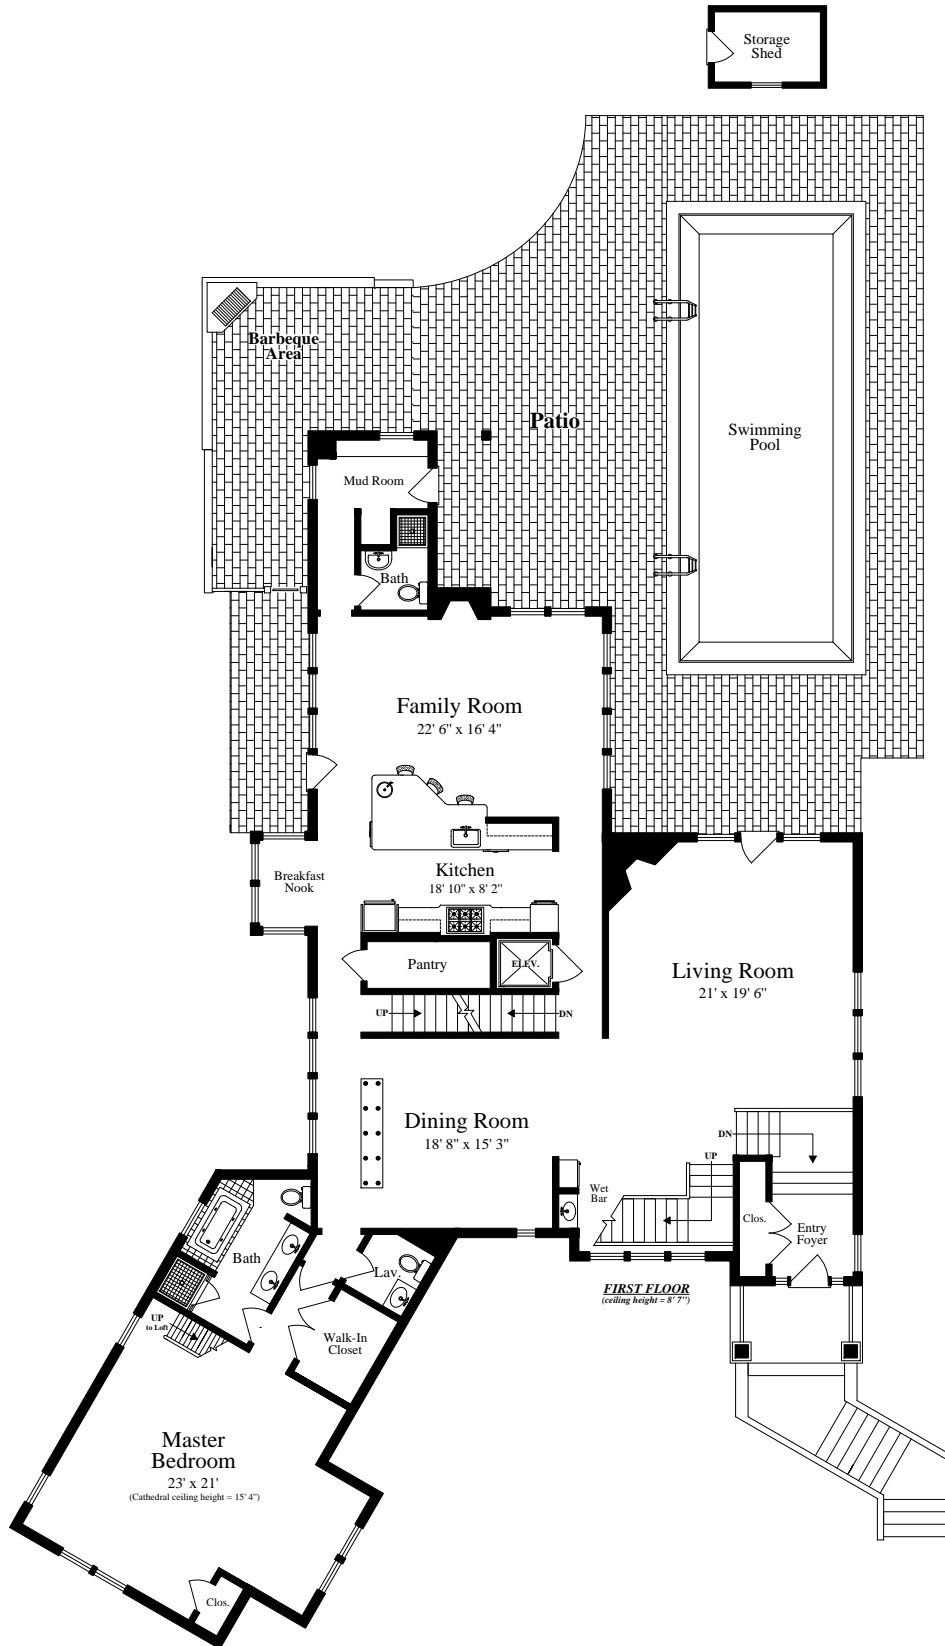 Storage
Shed
Barbeque
Area
Patio
Swimming
Pool
Mud Room
Bath
Family Room
22' 6" x 16' 4"
Kitchen
18' 10" x 8' 2"
Breakfast
Nook
Pantry
ELEV.
Living Room
21' x 19' 6"
UP
DN
Dining Room
18' 8" x 15' 3"
DN
UP
Wet
Bar
Clos.
Entry
Foyer
Bath
Lav.
FIRST FLOOR
(ceiling height = 8' 7")
UP
to Loft
Walk-In
Closet
Master
Bedroom
23' x 21'
(Cathedral ceiling height = 15' 4")
Clos.